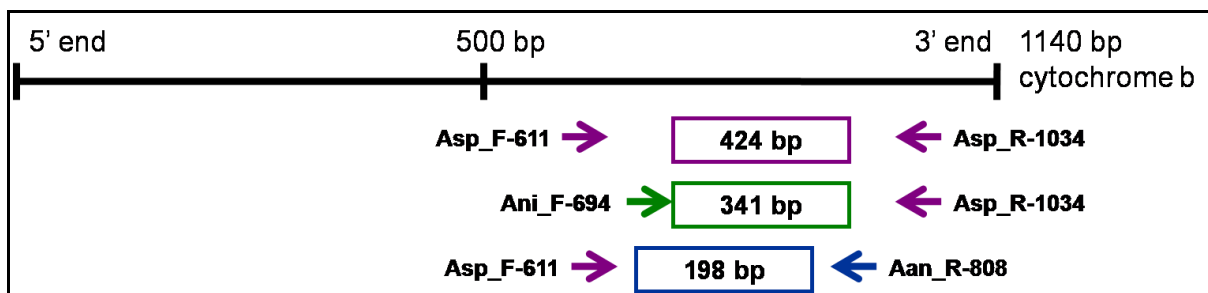 5’ end 500 bp 3’ end 1140 bp
cytochrome b
Asp_F-611 424 bp Asp_R-1034
Ani_F-694 341 bp Asp_R-1034
Asp_F-611 198 bp Aan_R-808